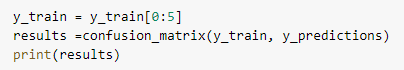 y_train = y_train[0:5]
results =confusion_matrix(y_train, y_predictions)
print(results)